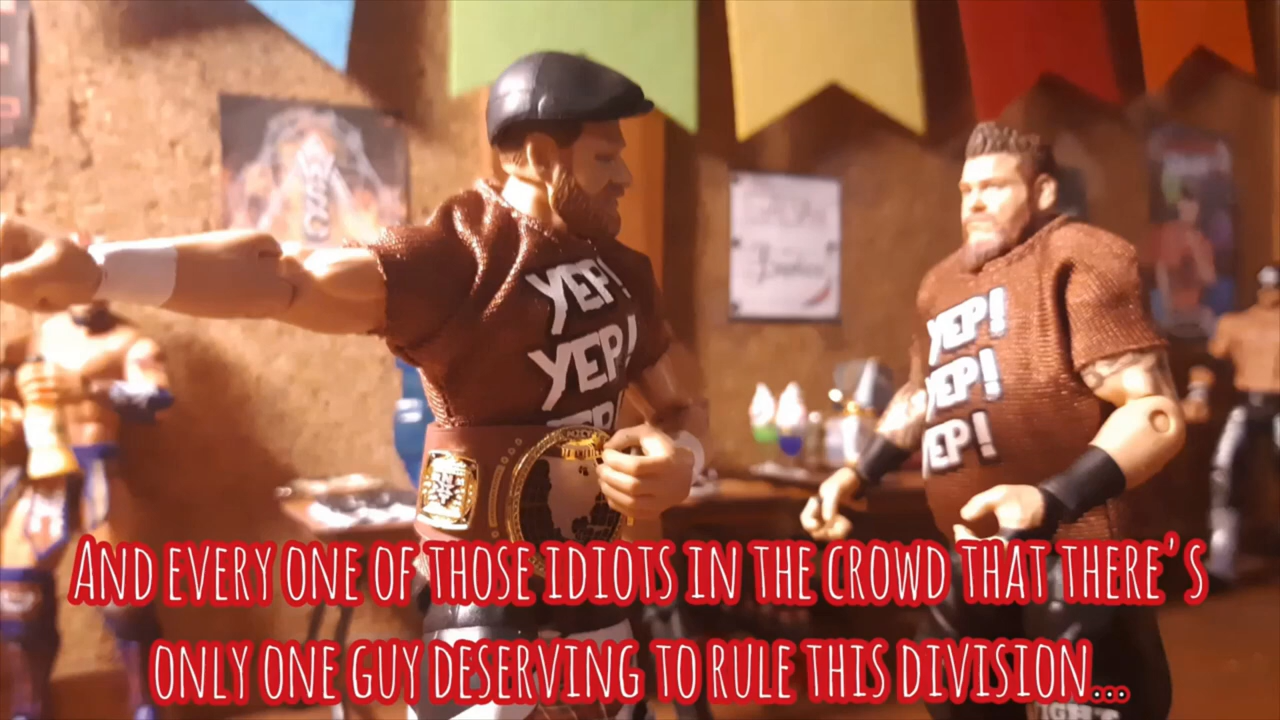 YEP!
YEP!
YEP!
YEP!
YEP!
YEP!
AND EVERY ONE OF THOSE IDIOTS IN THE CROWD THAT THERE'S
ONLY ONE GUY DESERVING TO RULE THIS DIVISION...